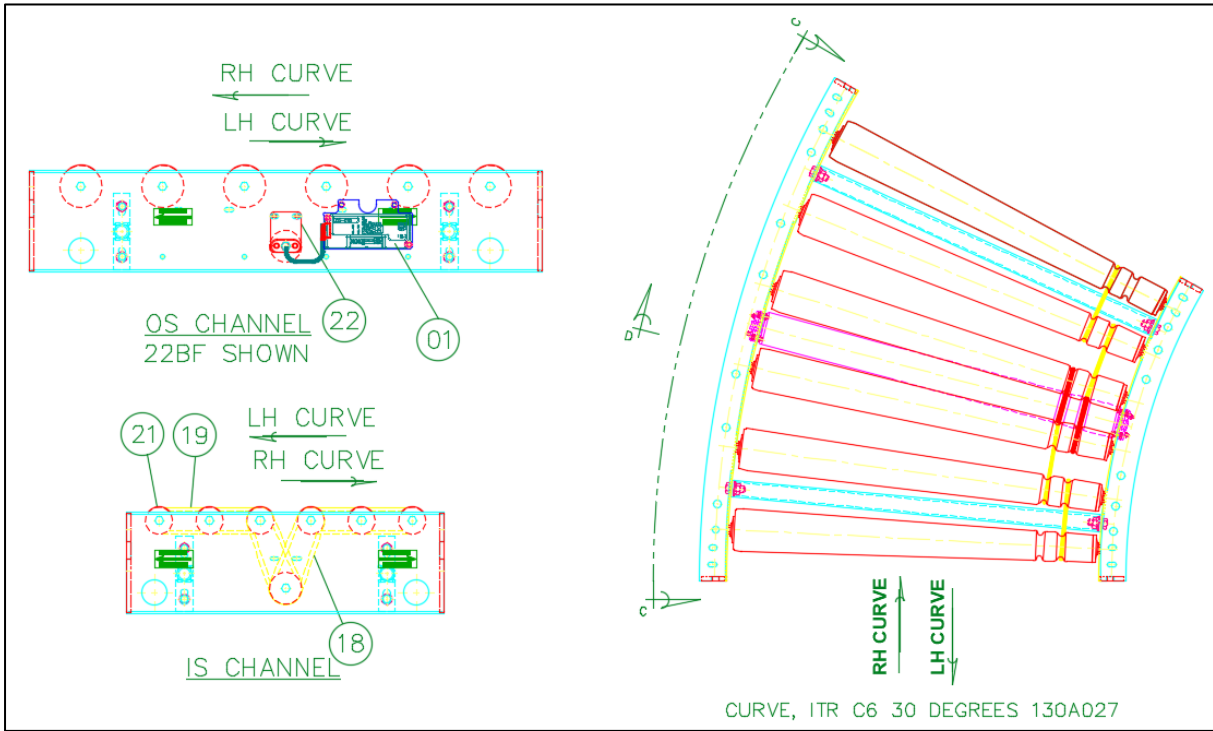 RH CURVE
LH CURVE
OS CHANNEL
22BF SHOWN
22
01
LH CURVE
RH CURVE
21
19
18
IS CHANNEL
C
D
C
RH CURVE
LH CURVE
CURVE, ITR C6 30 DEGREES 130A027